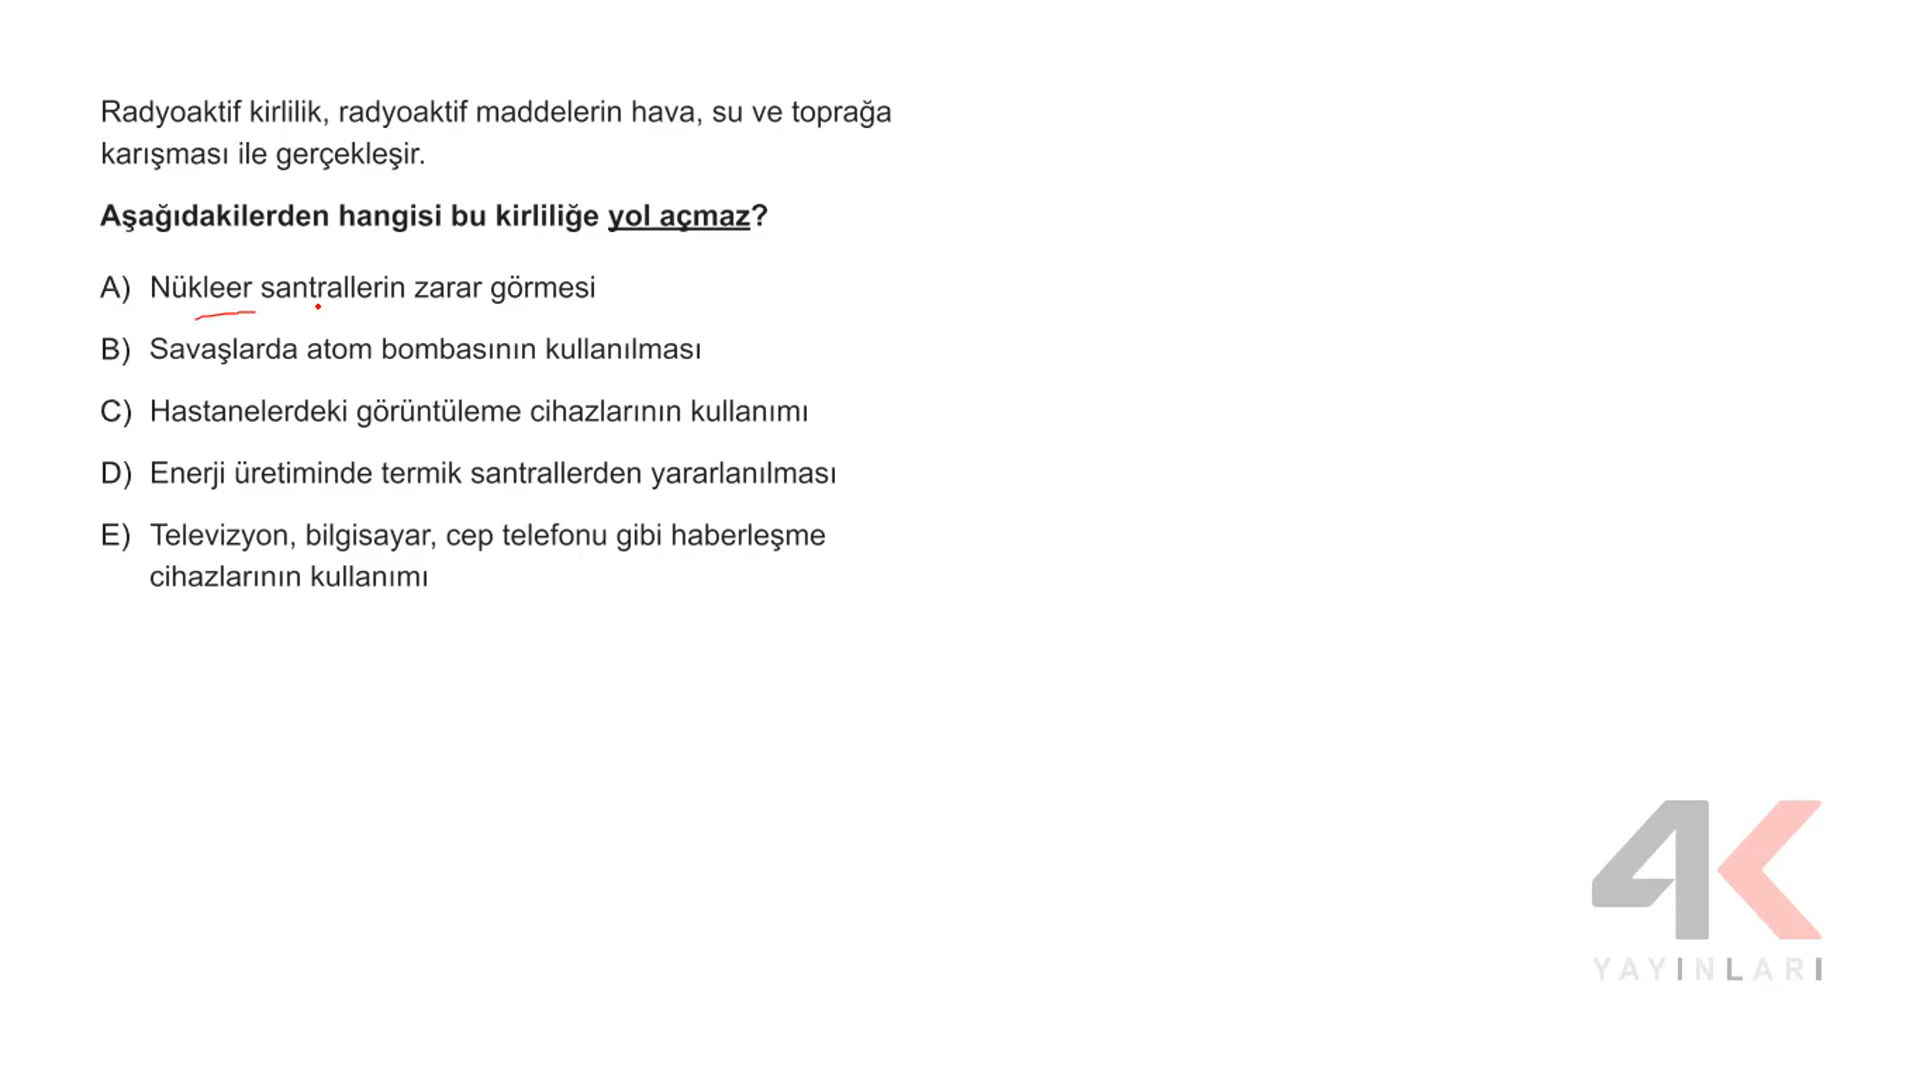 Radyoaktif kirlilik, radyoaktif maddelerin hava, su ve toprağa
karışması ile gerçekleşir.
Aşağıdakilerden hangisi bu kirliliğe yol açmaz?
A) Nükleer santrallerin zarar görmesi
B) Savaşlarda atom bombasının kullanılması
C) Hastanelerdeki görüntüleme cihazlarının kullanımı
D) Enerji üretiminde termik santrallerden yararlanılması
E) Televizyon, bilgisayar, cep telefonu gibi haberleşme
cihazlarının kullanımı
4K
YAYINLARI